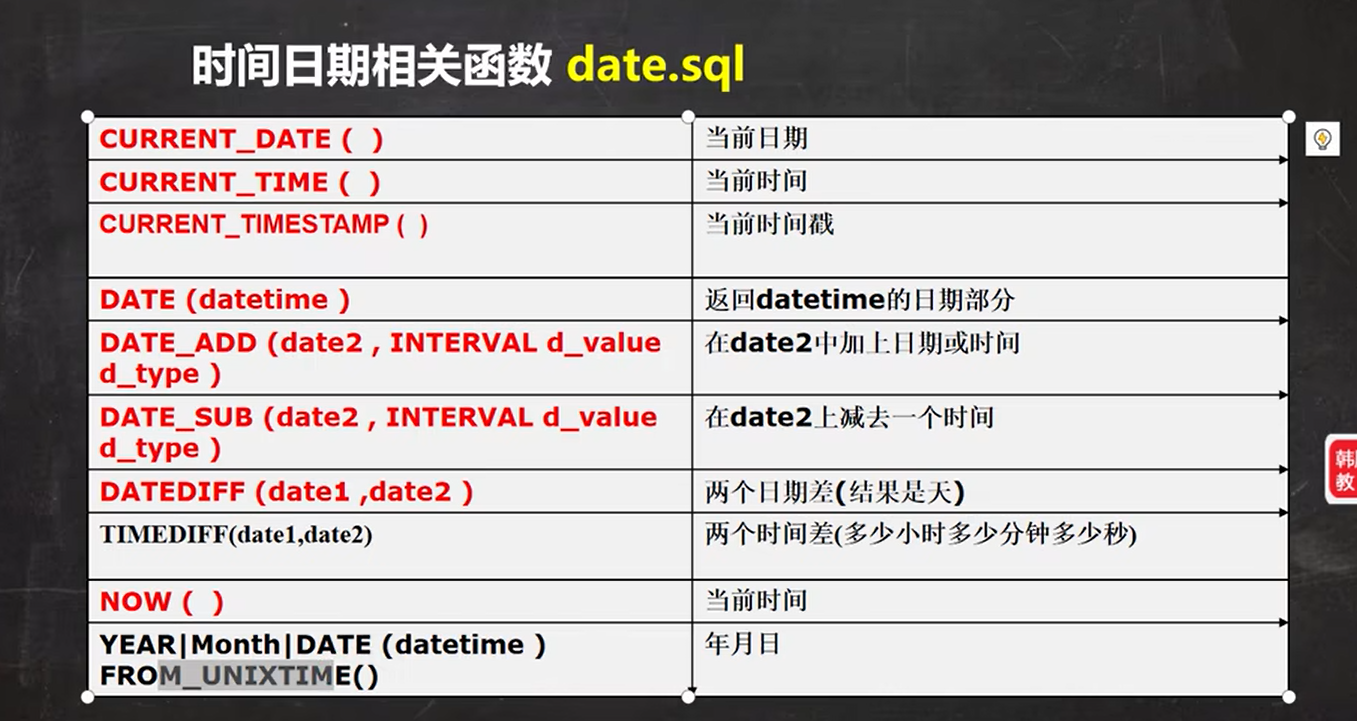 时间日期相关函数 date.sql
CURRENT_DATE (  )
当前日期
CURRENT_TIME (  )
当前时间
CURRENT_TIMESTAMP (  )
当前时间戳
DATE (datetime )
返回datetime的日期部分
DATE_ADD (date2 , INTERVAL d_value
d_type )
在date2中加上日期或时间
DATE_SUB (date2 , INTERVAL d_value
d_type )
在date2上减去一个时间
DATEDIFF (date1 ,date2 )
两个日期差(结果是天)
TIMEDIFF(date1,date2)
两个时间差(多少小时多少分钟多少秒)
NOW (  )
当前时间
YEAR|Month|DATE (datetime )
FROM_UNIXTIME()
年月日
韩
教